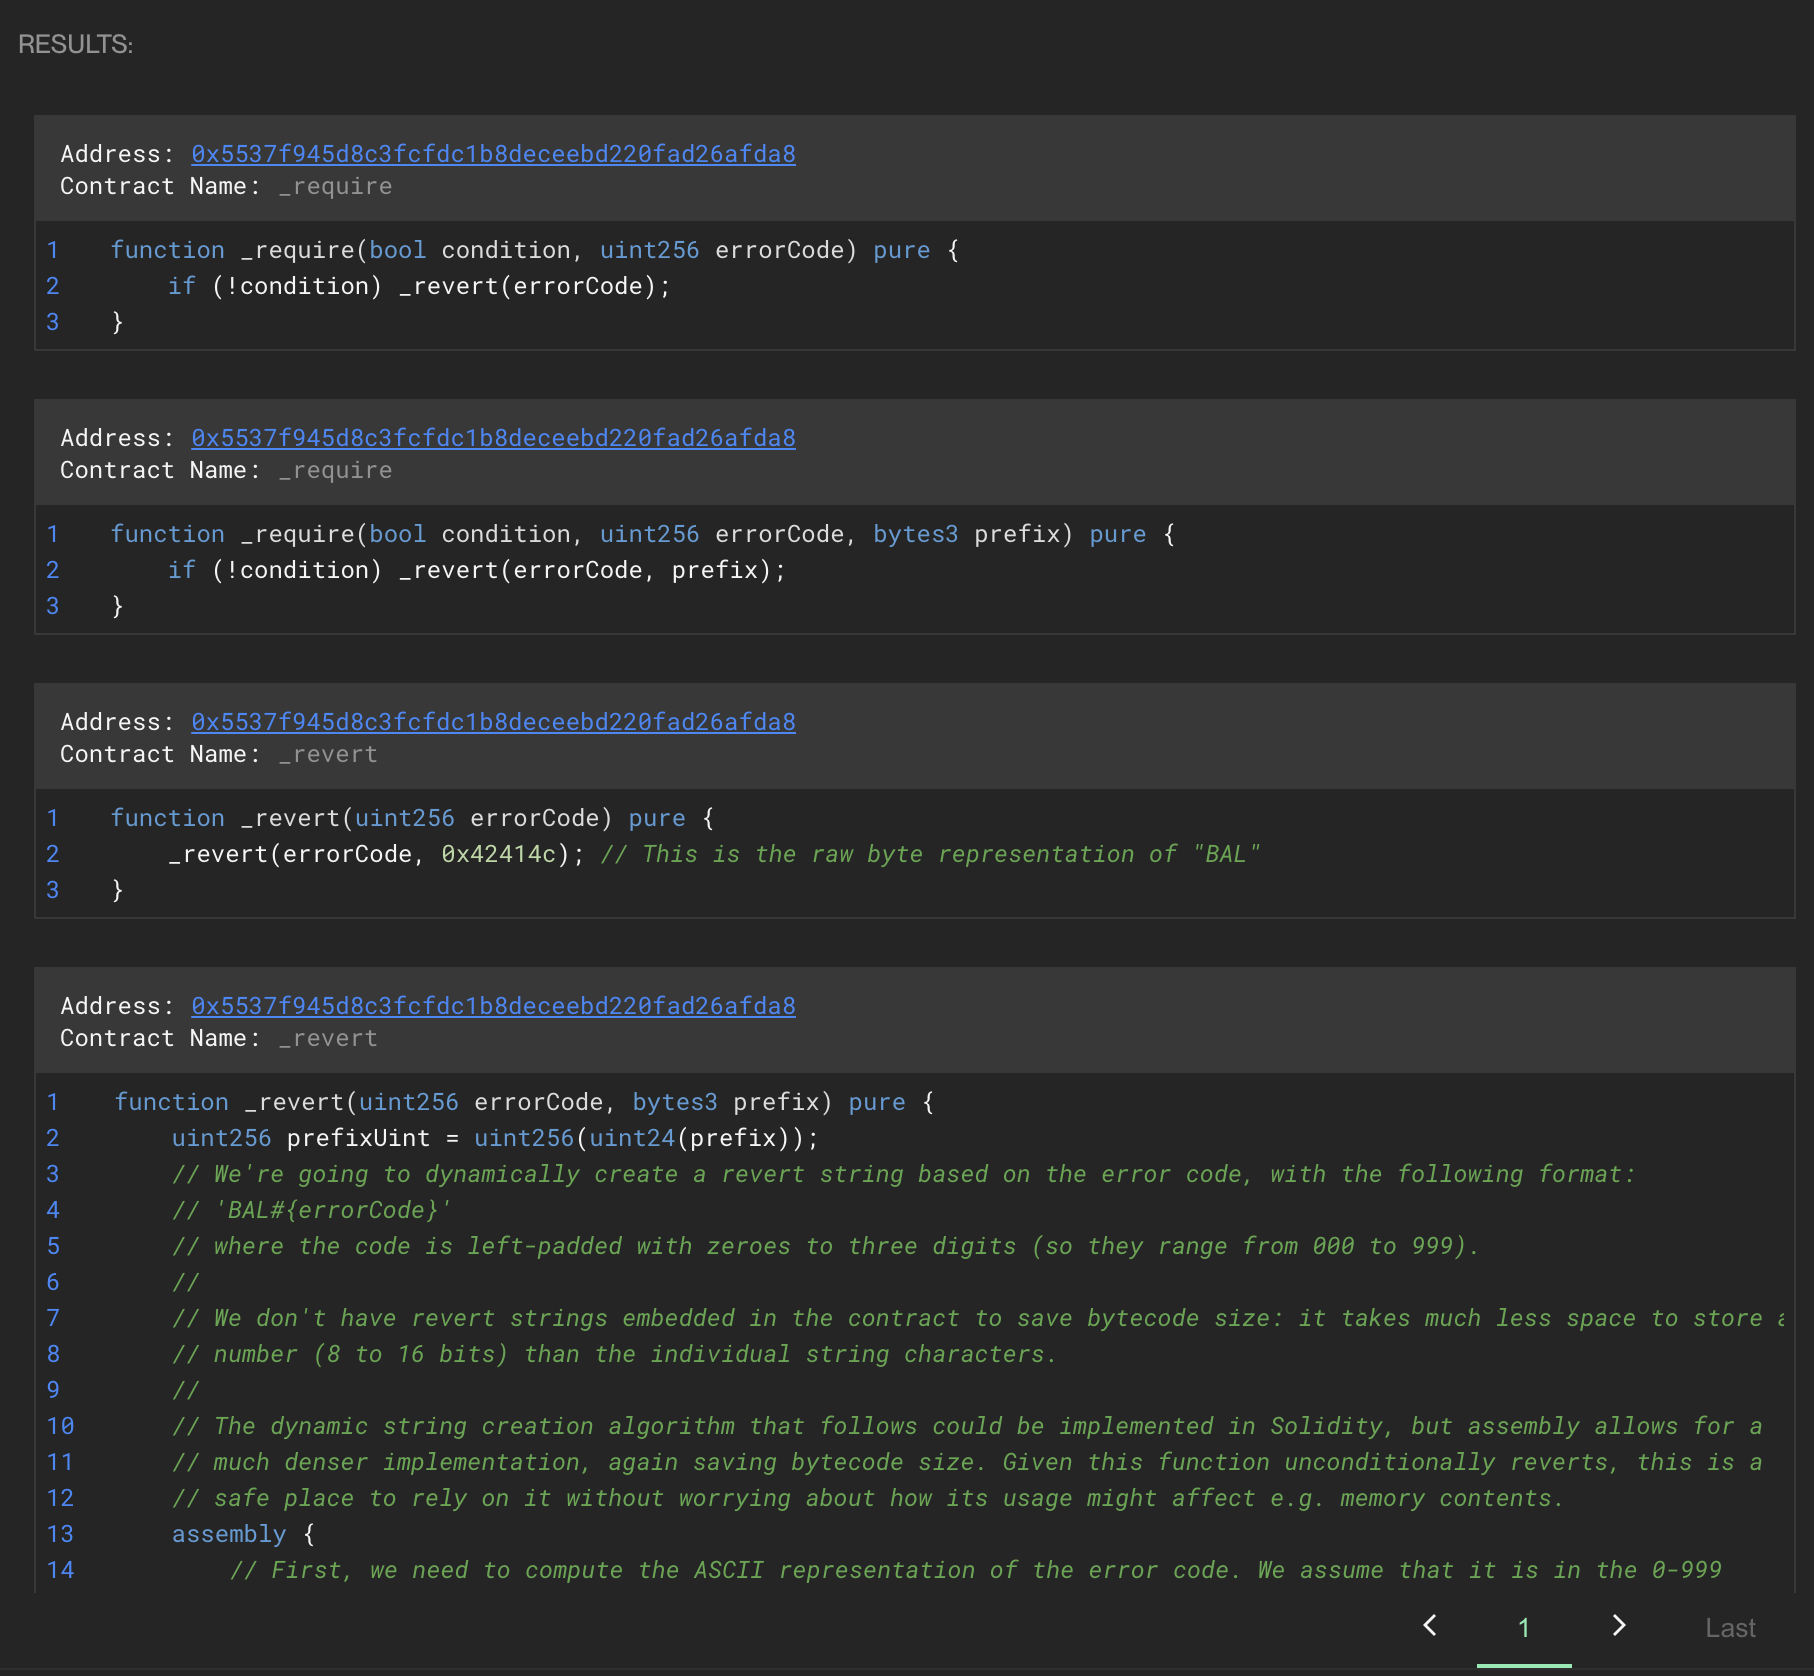 RESULTS:
Address: 0x5537f945d8c3fcfdc1b8deceebd220fad26afda8
Contract Name: _require
1 function _require(bool condition, uint256 errorCode) pure {
2 if (!condition) _revert(errorCode);
3 }
Address: 0x5537f945d8c3fcfdc1b8deceebd220fad26afda8
Contract Name: _require
1 function _require(bool condition, uint256 errorCode, bytes3 prefix) pure {
2 if (!condition) _revert(errorCode, prefix);
3 }
Address: 0x5537f945d8c3fcfdc1b8deceebd220fad26afda8
Contract Name: _revert
1 function _revert(uint256 errorCode) pure {
2 _revert(errorCode, 0x42414c); // This is the raw byte representation of "BAL"
3 }
Address: 0x5537f945d8c3fcfdc1b8deceebd220fad26afda8
Contract Name: _revert
1 function _revert(uint256 errorCode, bytes3 prefix) pure {
2 uint256 prefixUint = uint256(uint24(prefix));
3 // We're going to dynamically create a revert string based on the error code, with the following format:
4 // 'BAL#{errorCode}'
5 // where the code is left-padded with zeroes to three digits (so they range from 000 to 999).
6 //
7 // We don't have revert strings embedded in the contract to save bytecode size: it takes much less space to store a
8 // number (8 to 16 bits) than the individual string characters.
9 //
10 // The dynamic string creation algorithm that follows could be implemented in Solidity, but assembly allows for a
11 // much denser implementation, again saving bytecode size. Given this function unconditionally reverts, this is a
12 // safe place to rely on it without worrying about how its usage might affect e.g. memory contents.
13 assembly {
14 // First, we need to compute the ASCII representation of the error code. We assume that it is in the 0-999
< 1 > Last